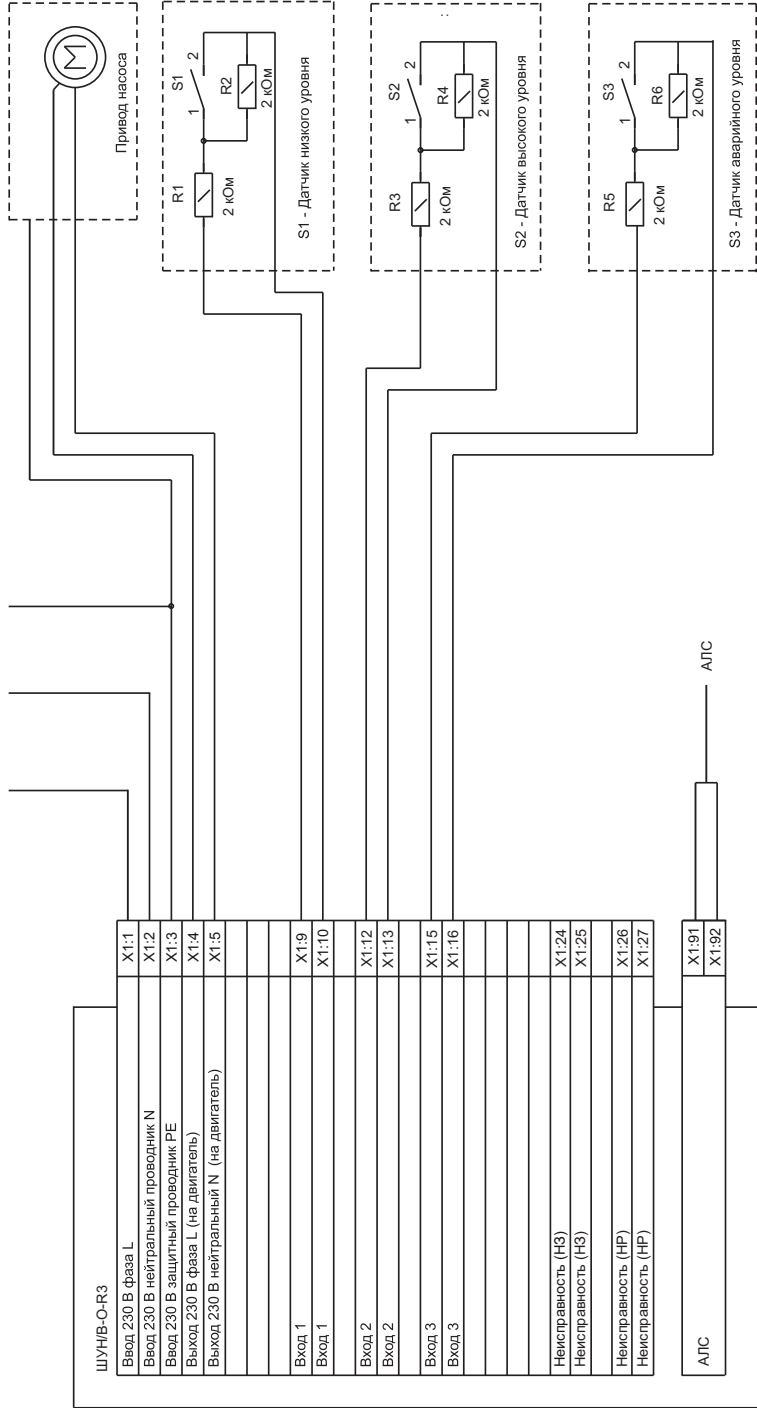 Привод насоса
M
S1
1
2
R2
2 кОм
R1
2 кОм
S1 - Датчик низкого уровня
S2
1
2
R4
2 кОм
R3
2 кОм
S2 - Датчик высокого уровня
S3
1
2
R6
2 кОм
R5
2 кОм
S3 - Датчик аварийного уровня
ШУН/В-О-R3
Ввод 230 В фаза L X1:1
Ввод 230 В нейтральный проводник N X1:2
Ввод 230 В защитный проводник PE X1:3
Выход 230 В фаза L (на двигатель) X1:4
Выход 230 В нейтральный N (на двигатель) X1:5
Вход 1 X1:9
Вход 1 X1:10
Вход 2 X1:12
Вход 2 X1:13
Вход 3 X1:15
Вход 3 X1:16
Неисправность (НЗ) X1:24
Неисправность (НЗ) X1:25
Неисправность (НР) X1:26
Неисправность (НР) X1:27
АЛС
X1:91
X1:92
АЛС